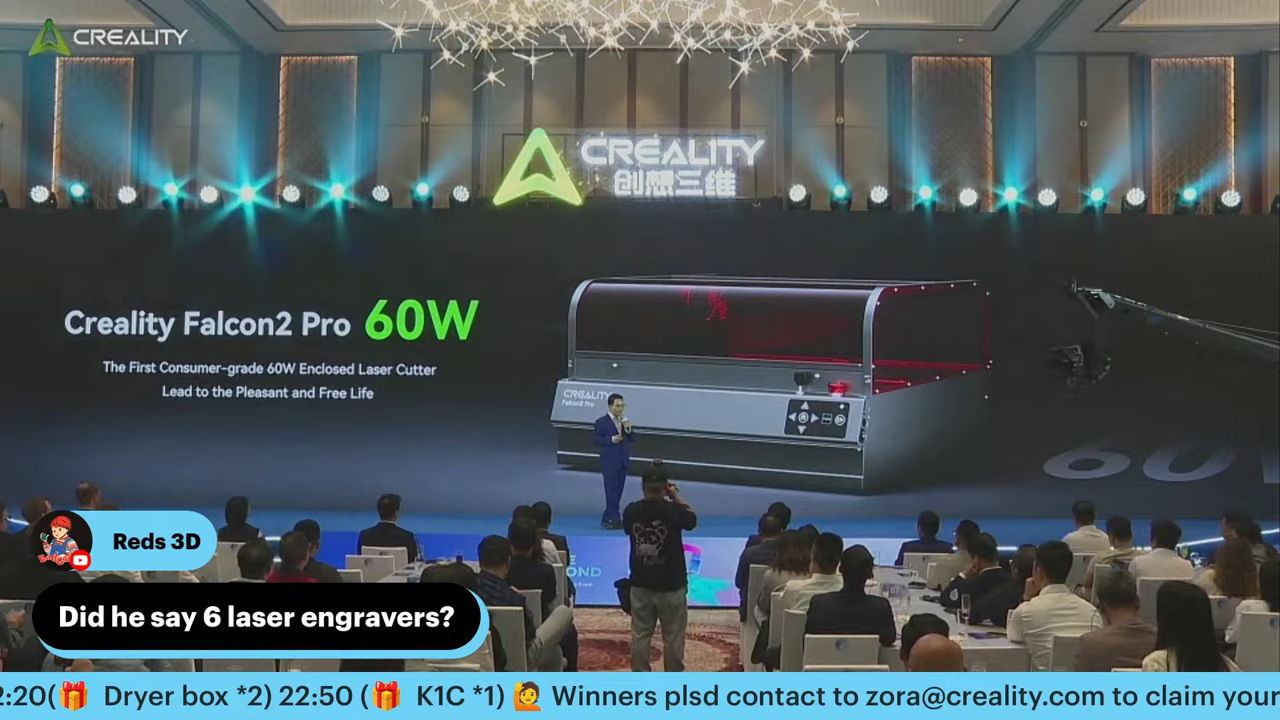 CREALITY
CREALITY
创想三维
Creality Falcon2 Pro 60W
The First Consumer-grade 60W Enclosed Laser Cutter
Lead to the Pleasant and Free Life
CREALITY
Falcon2 Pro
60
Reds 3D
Did he say 6 laser engravers?
2:20(🎁 Dryer box *2) 22:50 (🎁 K1C *1) 🙋 Winners plsd contact to zora@creality.com to claim your